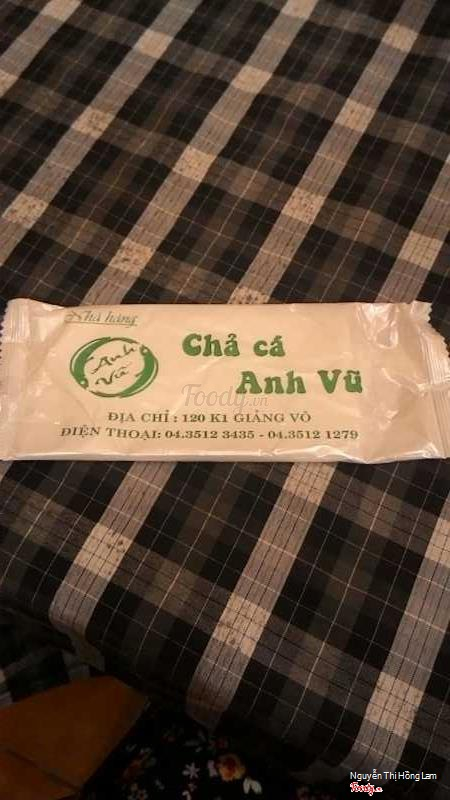 Nhà hàng
Anh
Vũ
Chả cá
Anh Vũ
Foody.vn
ĐỊA CHỈ : 120 K1 GIẢNG VÕ
ĐIỆN THOẠI: 04.3512 3435 - 04.3512 1279
Nguyễn Thị Hồng Lam
Foody.vn